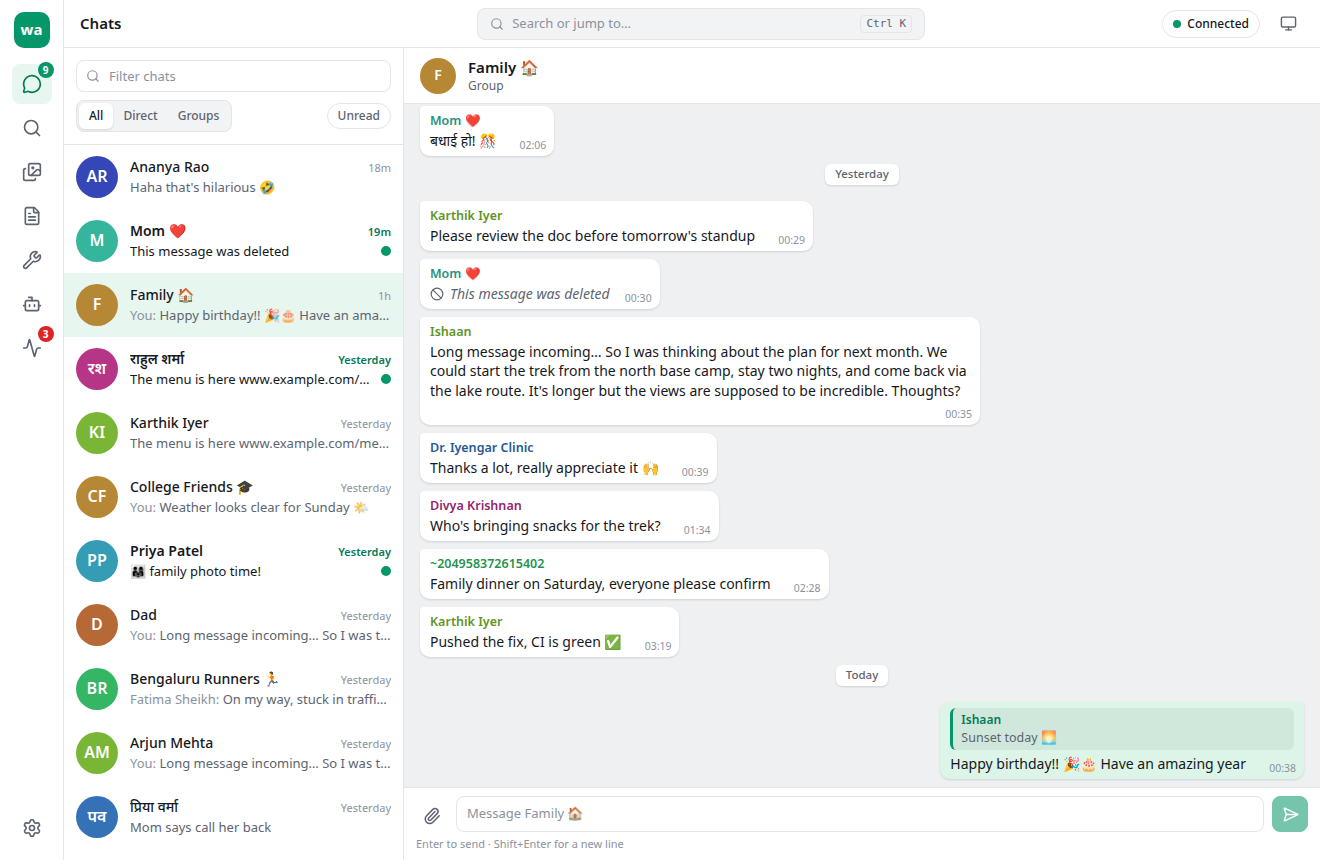 wa
Chats
Search or jump to...
Ctrl K
Connected
9
3
Filter chats
All
Direct
Groups
Unread
AR
Ananya Rao
18m
Haha that's hilarious 🤣
M
Mom ❤️
19m
This message was deleted
F
Family 🏠
1h
You: Happy birthday!! 🎉🎂 Have an ama...
रश
राहुल शर्मा
Yesterday
The menu is here www.example.com/...
KI
Karthik Iyer
Yesterday
The menu is here www.example.com/me...
CF
College Friends 🎓
Yesterday
You: Weather looks clear for Sunday 🌤️
PP
Priya Patel
Yesterday
👨‍👩‍👧 family photo time!
D
Dad
Yesterday
You: Long message incoming... So I was t...
BR
Bengaluru Runners 🏃
Yesterday
Fatima Sheikh: On my way, stuck in traffi...
AM
Arjun Mehta
Yesterday
You: Long message incoming... So I was t...
पव
प्रिया वर्मा
Yesterday
Mom says call her back
F
Family 🏠
Group
Mom ❤️
बधाई हो! 🎊
02:06
Yesterday
Karthik Iyer
Please review the doc before tomorrow's standup
00:29
Mom ❤️
This message was deleted
00:30
Ishaan
Long message incoming... So I was thinking about the plan for next month. We
could start the trek from the north base camp, stay two nights, and come back via
the lake route. It's longer but the views are supposed to be incredible. Thoughts?
00:35
Dr. Iyengar Clinic
Thanks a lot, really appreciate it 🙌
00:39
Divya Krishnan
Who's bringing snacks for the trek?
01:34
~204958372615402
Family dinner on Saturday, everyone please confirm
02:28
Karthik Iyer
Pushed the fix, CI is green ✅
03:19
Today
Ishaan
Sunset today 🌅
Happy birthday!! 🎉🎂 Have an amazing year
00:38
Message Family 🏠
Enter to send · Shift+Enter for a new line